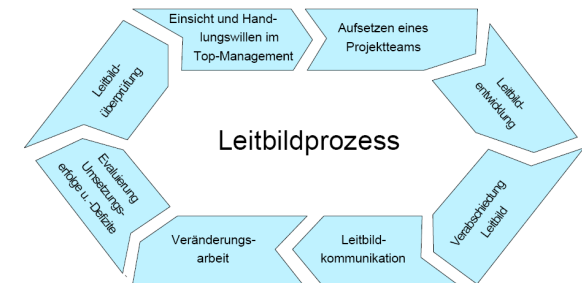 Einsicht und Hand-
lungswillen im
Top-Management
Aufsetzen eines
Projektteams
Leitbild-
entwicklung
Verabschiedung
Leitbild
Leitbild-
kommunikation
Veränderungs-
arbeit
Evaluierung
Umsetzungs-
erfolge u. -Defizite
Leitbild-
überprüfung
Leitbildprozess